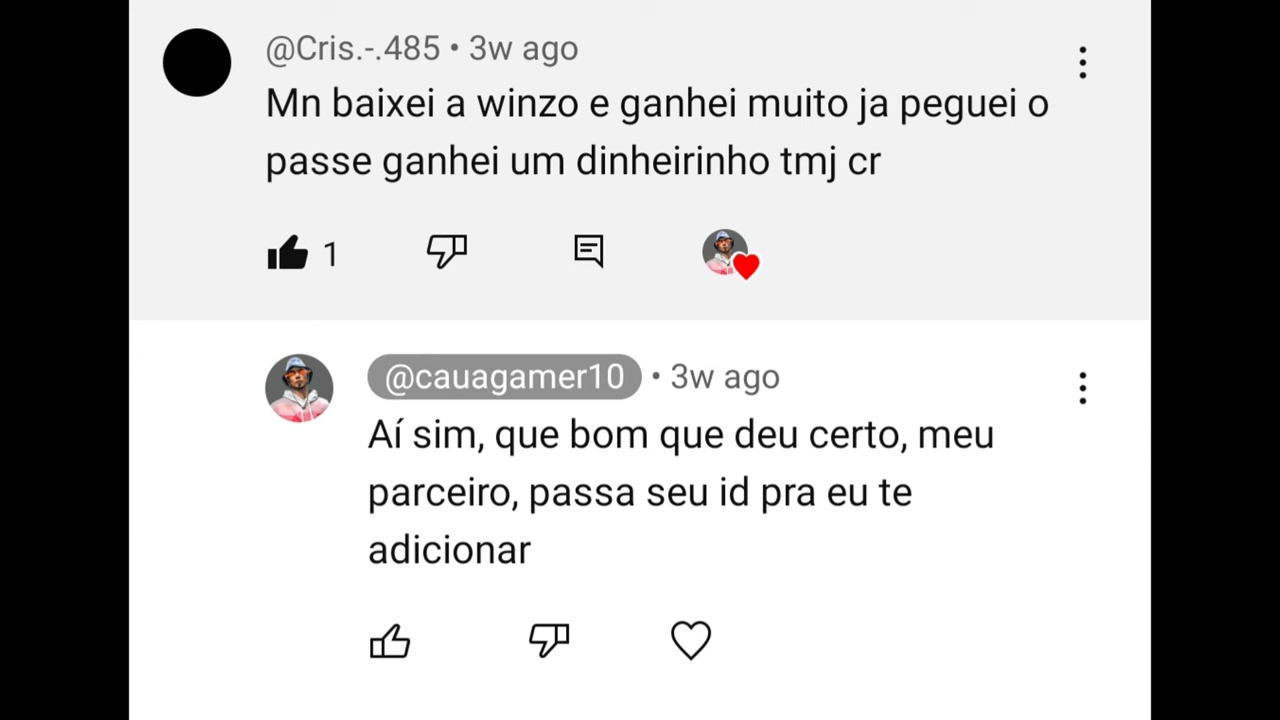 @Cris.-.485 • 3w ago
Mn baixei a winzo e ganhei muito ja peguei o
passe ganhei um dinheirinho tmj cr
1
@cauagamer10 • 3w ago
Aí sim, que bom que deu certo, meu
parceiro, passa seu id pra eu te
adicionar